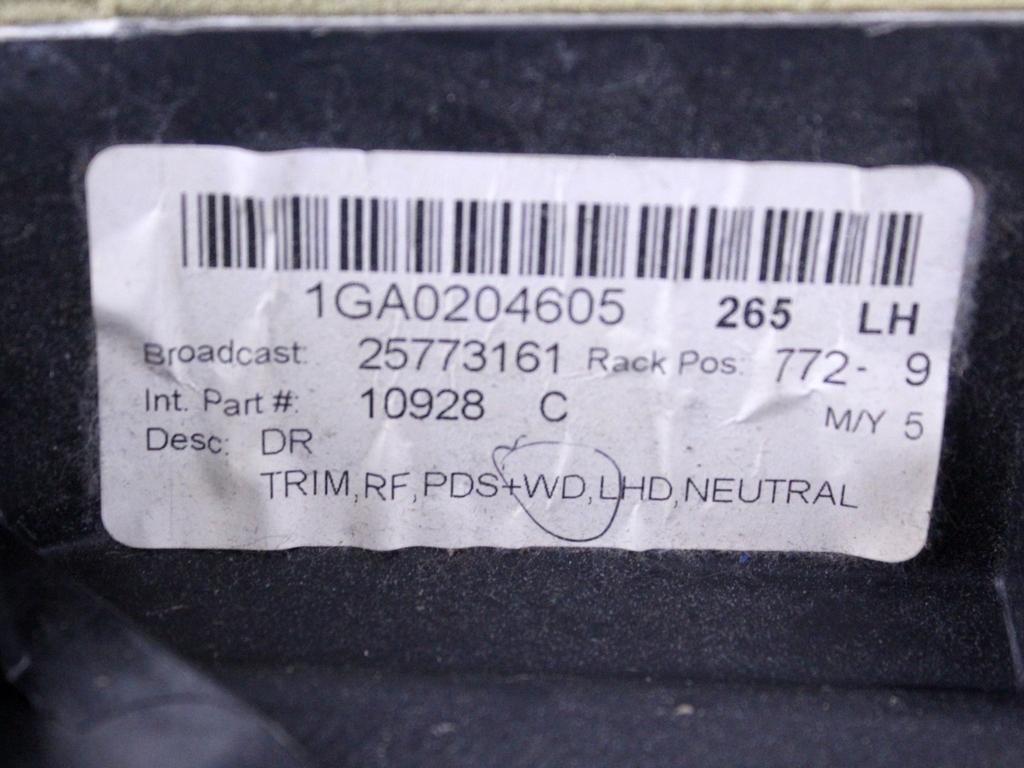 1GA0204605 265 LH
Broadcast: 25773161 Rack Pos: 772- 9
Int. Part #: 10928 C M/Y 5
Desc: DR
TRIM,RF,PDS+WD,LHD,NEUTRAL